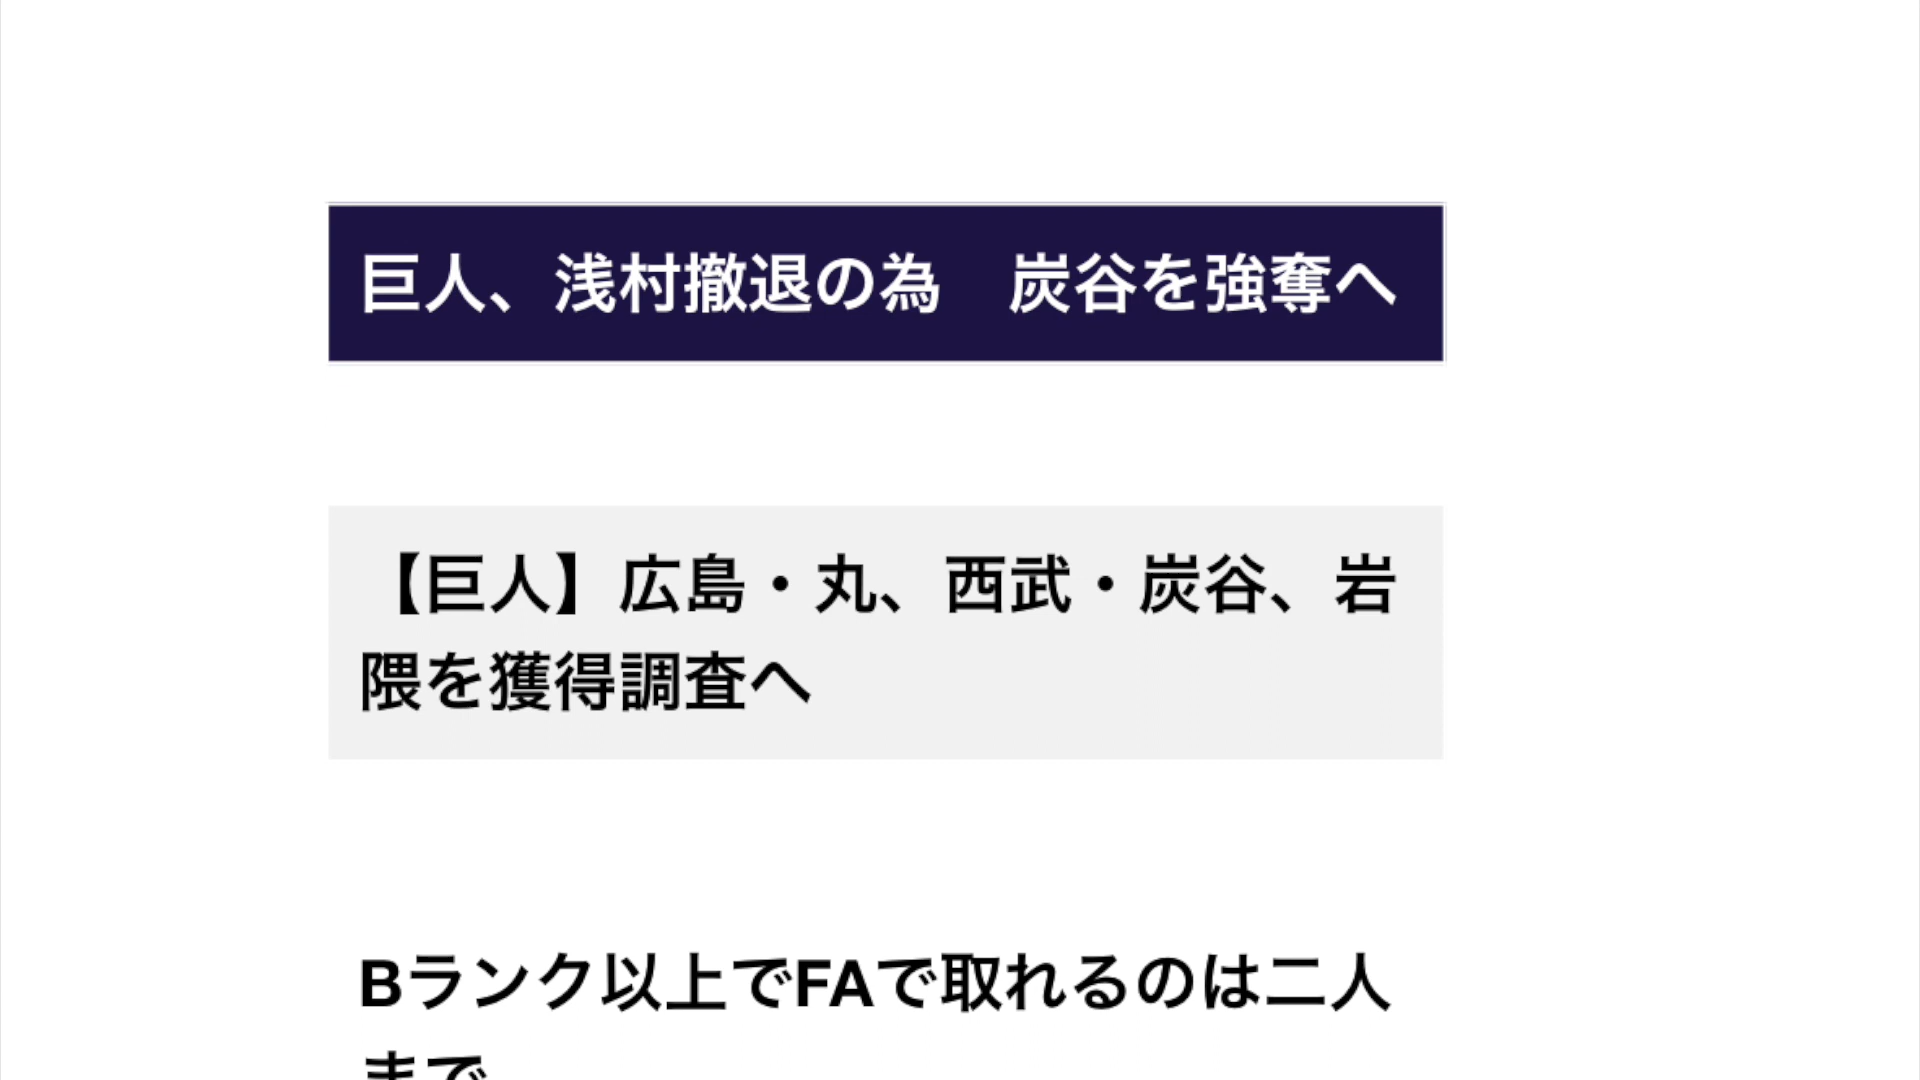 巨人、浅村撤退の為　炭谷を強奪へ
【巨人】広島・丸、西武・炭谷、岩
隈を獲得調査へ
Bランク以上でFAで取れるのは二人
まで